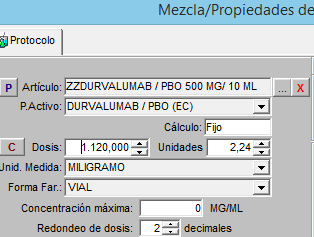 Mezcla/Propiedades de
Protocolo
P Artículo: ZZDURVALUMAB / PBO 500 MG/ 10 ML ... X
P.Activo: DURVALUMAB / PBO (EC)
Cálculo: Fijo
C Dosis: 1.120,000 Unidades 2,24
Unid. Medida: MILIGRAMO
Forma Far.: VIAL
Concentración máxima: 0 MG/ML
Redondeo de dosis: 2 decimales